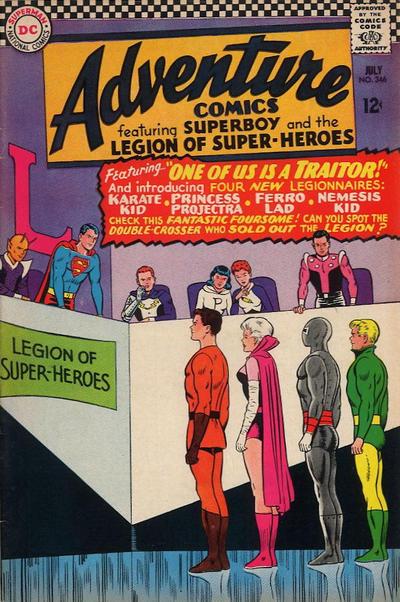 SUPERMAN
DC
NATIONAL COMICS
APPROVED
BY THE
COMICS
CODE
AUTHORITY
Adventure
COMICS
JULY
NO. 346
12¢
featuring SUPERBOY and the
LEGION OF SUPER-HEROES
Featuring- "ONE OF US IS A TRAITOR!"
And introducing FOUR NEW LEGIONNAIRES:
KARATE KID • PRINCESS PROJECTRA • FERRO LAD • NEMESIS KID
CHECK THIS FANTASTIC FOURSOME! CAN YOU SPOT THE
DOUBLE-CROSSER WHO SOLD OUT THE LEGION?
L
S
P
LEGION OF
SUPER-HEROES